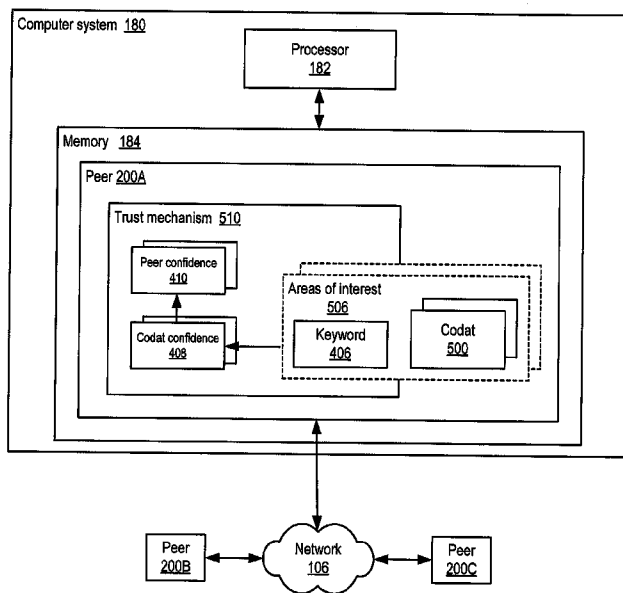 Computer system 180
Processor
182
Memory 184
Peer 200A
Trust mechanism 510
Peer confidence
410
Areas of interest
506
Codat confidence
408
Keyword
406
Codat
500
Peer
200B
Network
106
Peer
200C